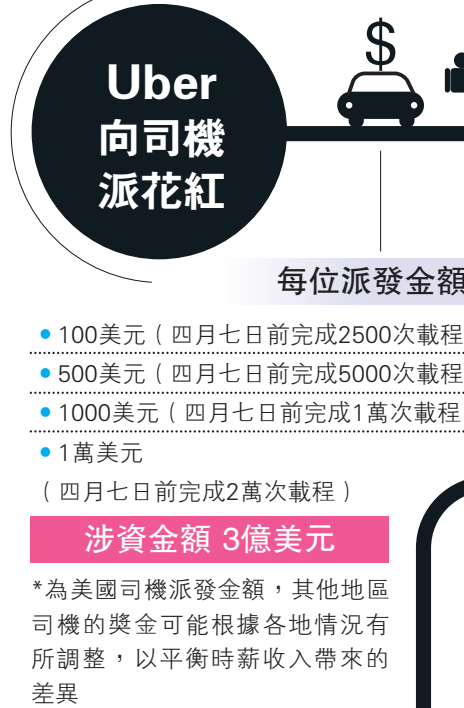 Uber
向司機
派花紅
$
每位派發金額
●100美元（四月七日前完成2500次載程
●500美元（四月七日前完成5000次載程
●1000美元（四月七日前完成1萬次載程
●1萬美元
（四月七日前完成2萬次載程）
涉資金額 3億美元
*為美國司機派發金額，其他地區
司機的獎金可能根據各地情況有
所調整，以平衡時薪收入帶來的
差異